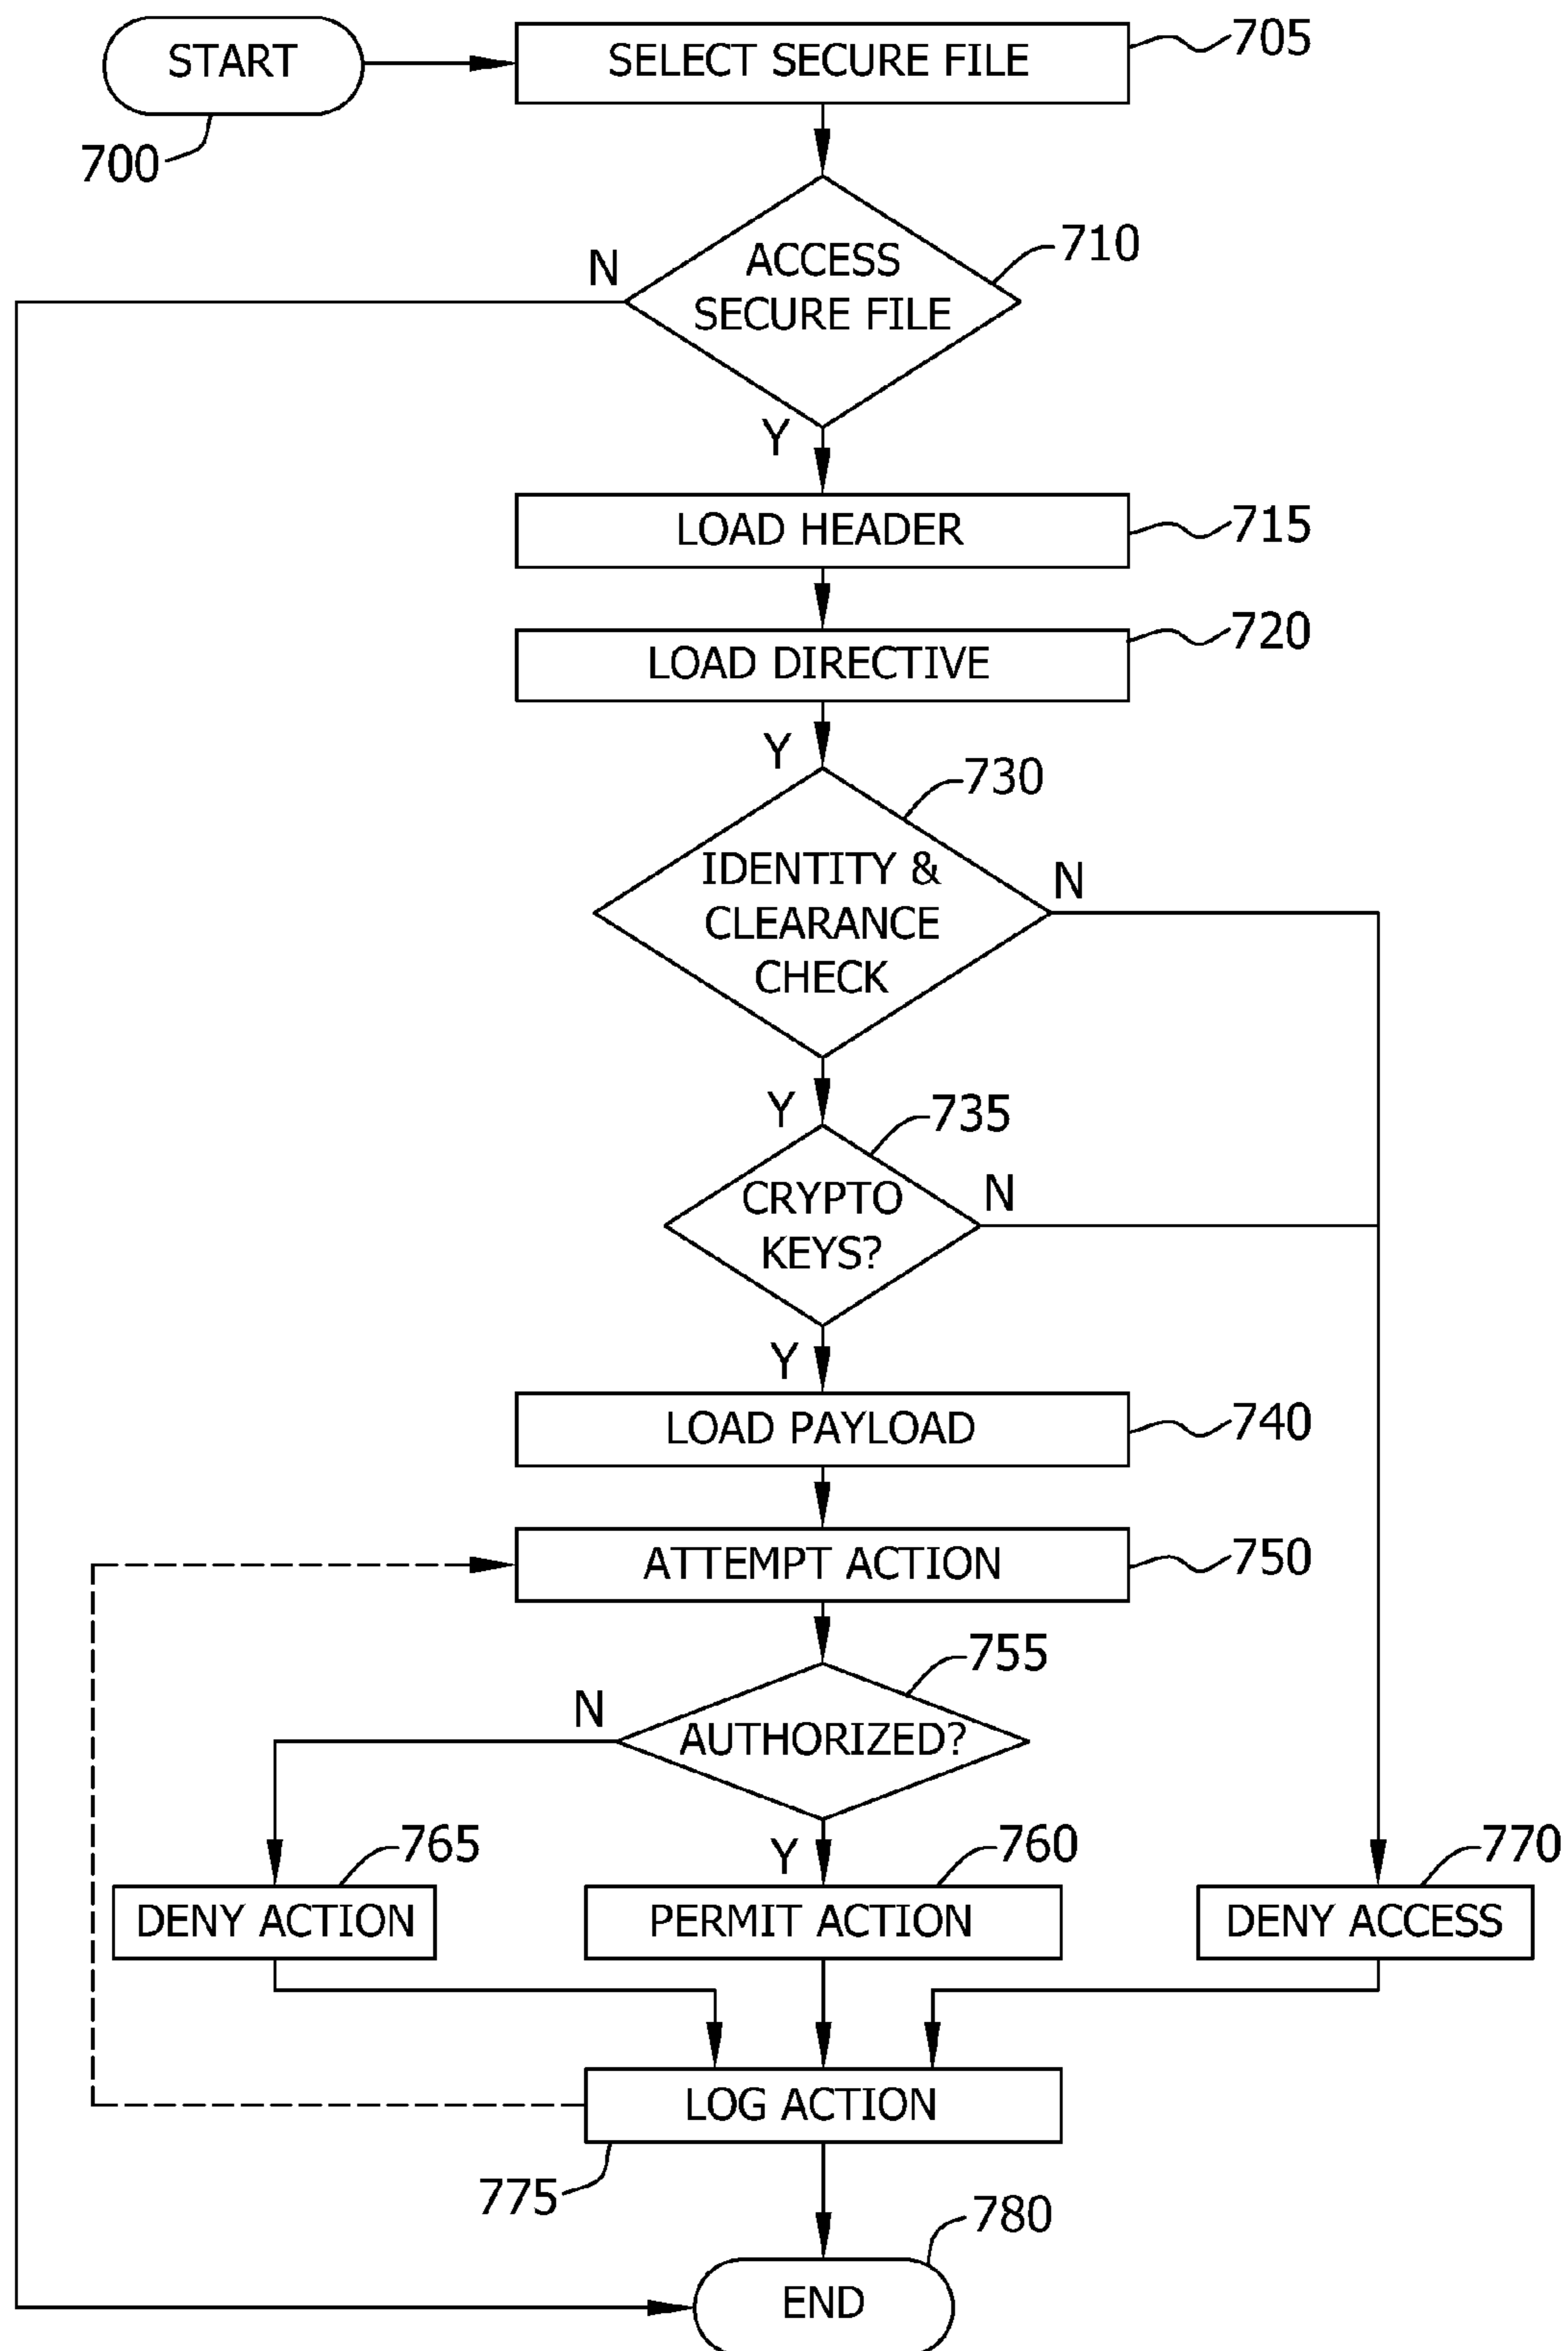 START
SELECT SECURE FILE
705
700
N
ACCESS
SECURE FILE
710
Y
LOAD HEADER
715
LOAD DIRECTIVE
720
Y
730
IDENTITY &
CLEARANCE
CHECK
N
Y
735
CRYPTO
KEYS?
N
Y
LOAD PAYLOAD
740
ATTEMPT ACTION
750
755
N
AUTHORIZED?
765
Y
760
770
DENY ACTION
PERMIT ACTION
DENY ACCESS
LOG ACTION
775
780
END